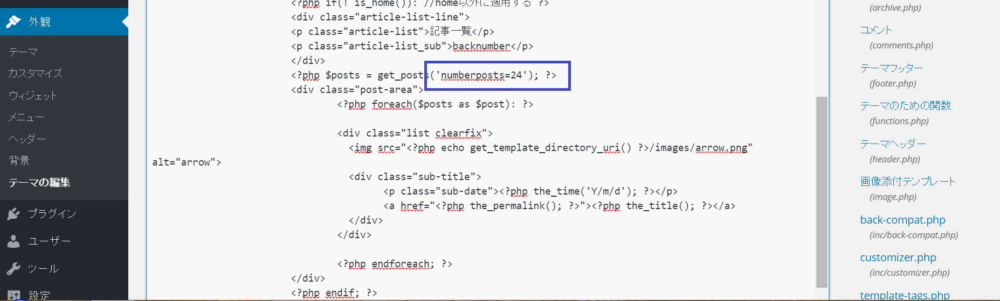 外観
テーマ
カスタマイズ
ウィジェット
メニュー
ヘッダー
背景
テーマの編集
プラグイン
ユーザー
ツール
設定
<?php if(! is_home()): //home以外に適用する ?>
<div class="article-list-line">
<p class="article-list">記事一覧</p>
<p class="article-list_sub">backnumber</p>
</div>
<?php $posts = get_posts('numberposts=24'); ?>
<div class="post-area">
<?php foreach($posts as $post): ?>
<div class="list clearfix">
<img src="<?php echo get_template_directory_uri() ?>/images/arrow.png"
alt="arrow">
<div class="sub-title">
<p class="sub-date"><?php the_time('Y/m/d'); ?></p>
<a href="<?php the_permalink(); ?>"><?php the_title(); ?></a>
</div>
</div>
<?php endforeach; ?>
</div>
<?php endif; ?>
(archive.php)
コメント
(comments.php)
テーマフッター
(footer.php)
テーマのための関数
(functions.php)
テーマヘッダー
(header.php)
画像添付テンプレート
(image.php)
back-compat.php
(inc/back-compat.php)
customizer.php
(inc/customizer.php)
template-tags.php